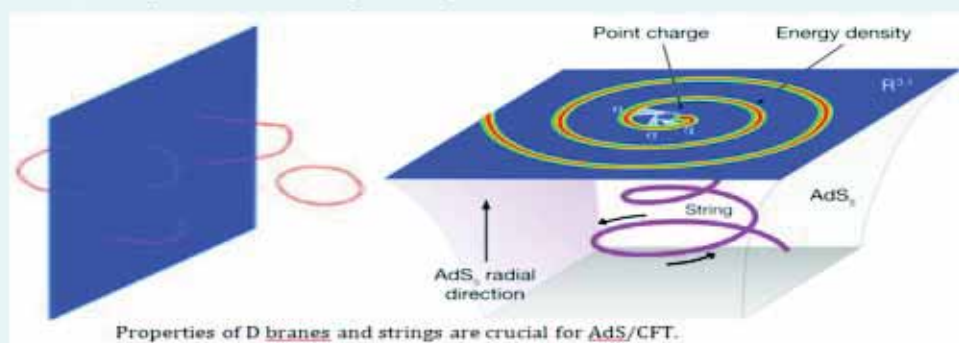 Point charge
Energy density
R³,¹
α
α
α
String
AdS₅
AdS₅ radial
direction
Properties of D branes and strings are crucial for AdS/CFT.